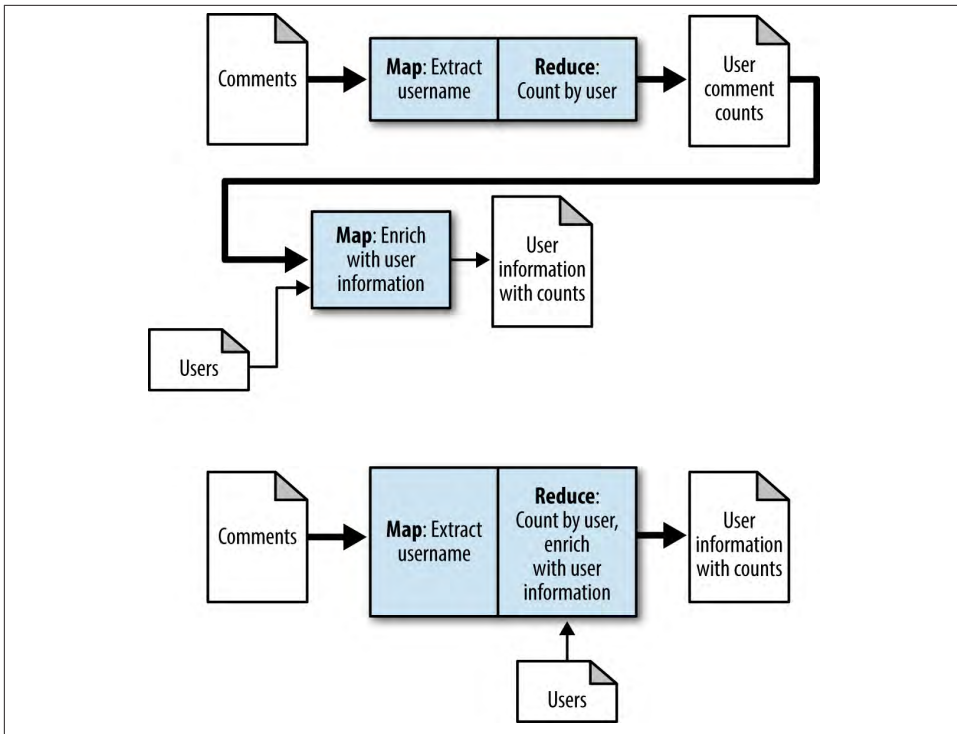 Comments
Map: Extract
username
Reduce:
Count by user
User
comment
counts
Map: Enrich
with user
information
User
information
with counts
Users
Comments
Map: Extract
username
Reduce:
Count by user,
enrich
with user
information
User
information
with counts
Users